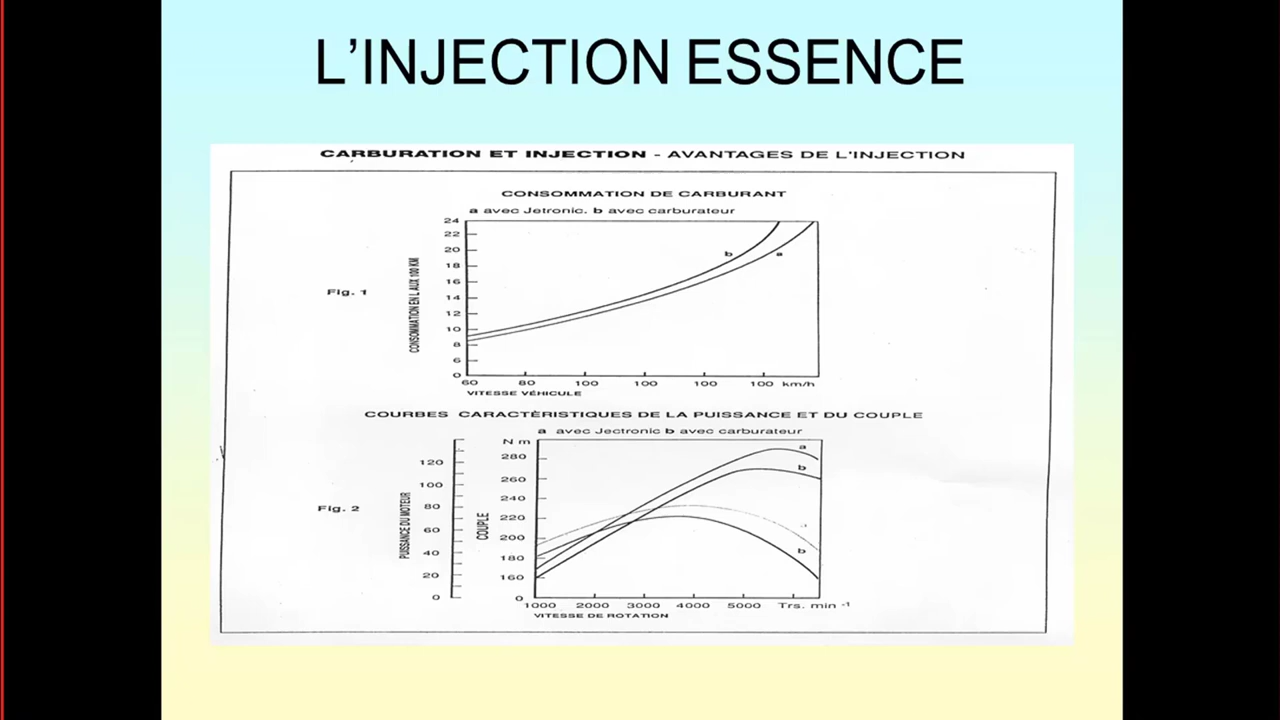 L'INJECTION ESSENCE
CARBURATION ET INJECTION - AVANTAGES DE L'INJECTION
CONSOMMATION DE CARBURANT
a avec Jetronic. b avec carburateur
24
22
20
18
16
14
12
10
8
6
0
CONSOMMATION EN L AUX 100 KM
b
a
Fig. 1
60 80 100 100 100 100 km/h
VITESSE VÉHICULE
COURBES CARACTÈRISTIQUES DE LA PUISSANCE ET DU COUPLE
a avec Jectronic b avec carburateur
PUISSANCE DU MOTEUR
120
100
80
60
40
20
0
COUPLE
N m
280
260
240
220
200
180
160
0
a
b
a
b
Fig. 2
1000 2000 3000 4000 5000 Trs. min -1
VITESSE DE ROTATION